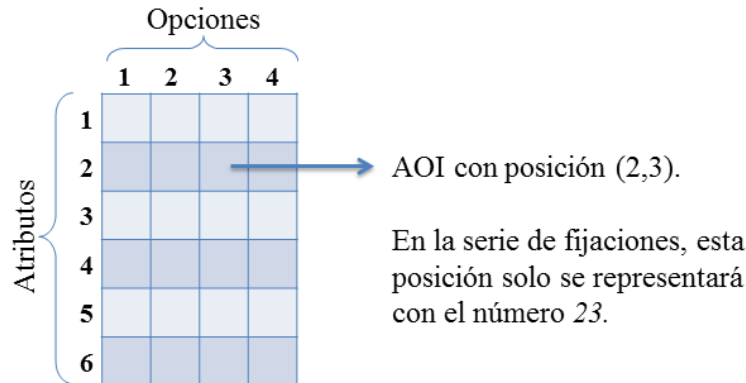 Opciones
1 2 3 4
1
2
3
4
5
6
Atributos
AOI con posición (2,3).
En la serie de fijaciones, esta
posición solo se representará
con el número 23.